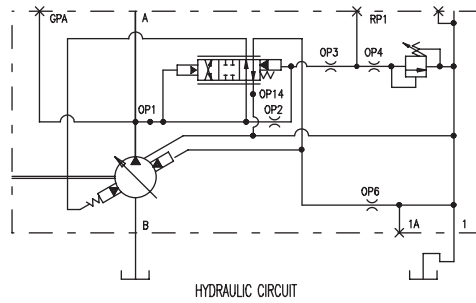 GPA
A
RP1
OP3
OP4
OP14
OP1
OP2
OP6
B
1A
1
HYDRAULIC CIRCUIT